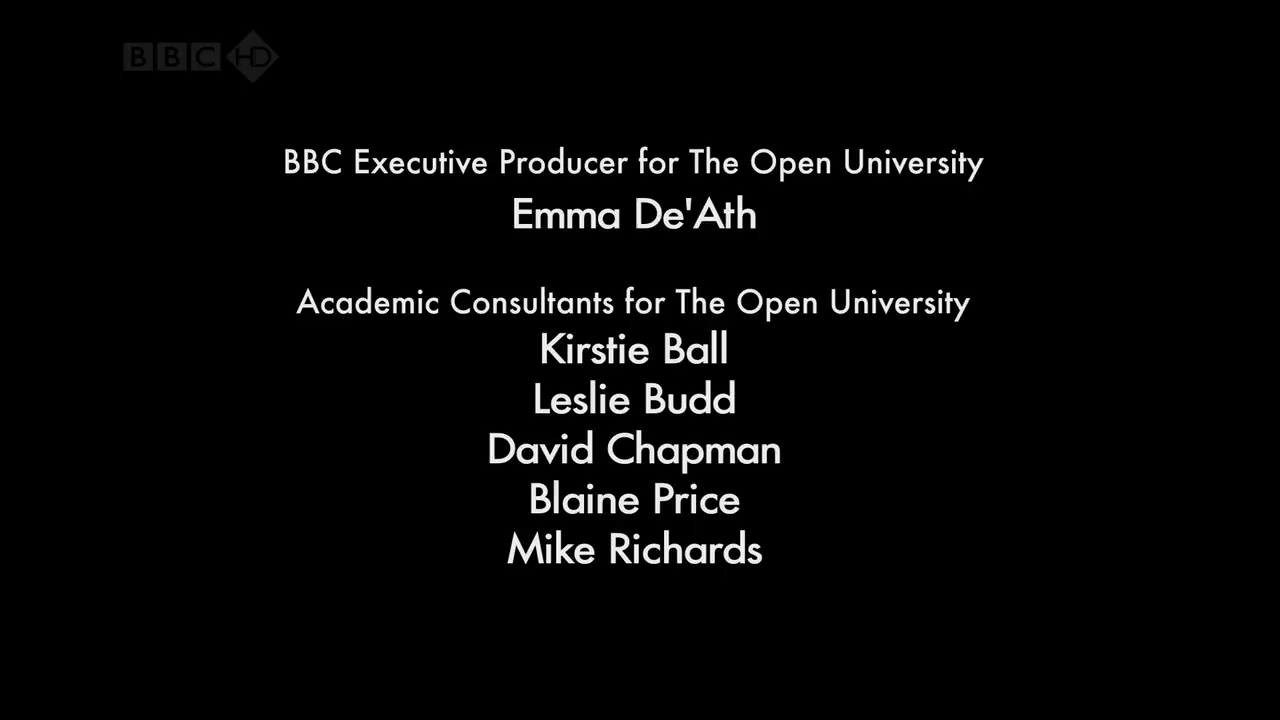 BBC HD
BBC Executive Producer for The Open University
Emma De'Ath
Academic Consultants for The Open University
Kirstie Ball
Leslie Budd
David Chapman
Blaine Price
Mike Richards